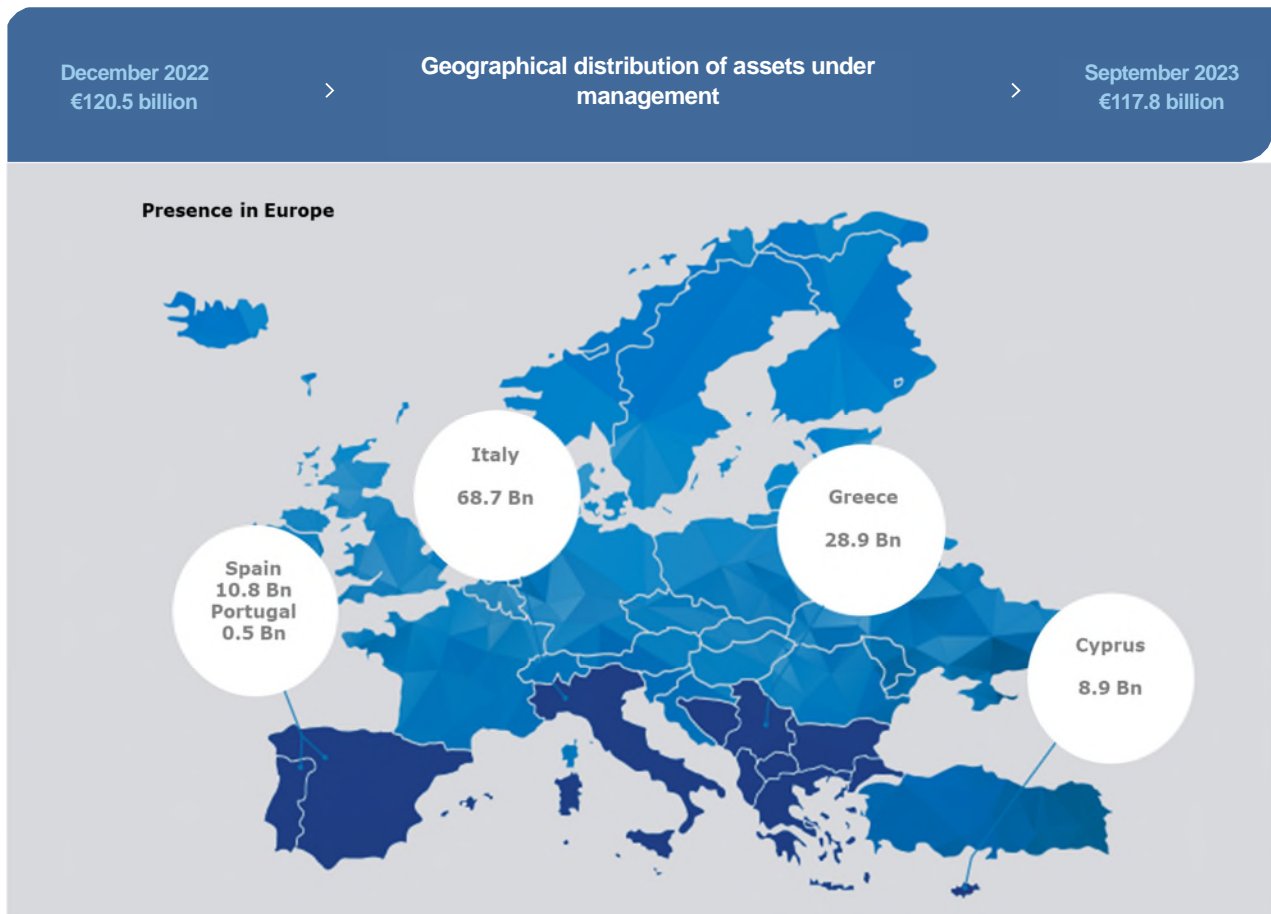 December 2022
€120.5 billion
Geographical distribution of assets under
management
September 2023
€117.8 billion
Presence in Europe
Italy
68.7 Bn
Greece
28.9 Bn
Spain
10.8 Bn
Portugal
0.5 Bn
Cyprus
8.9 Bn